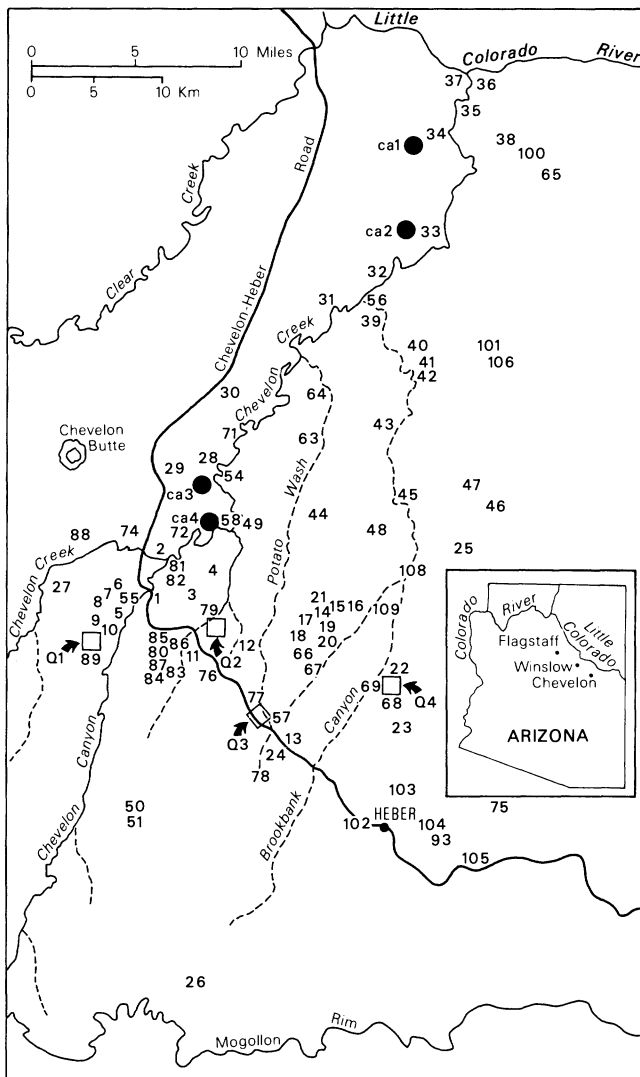 Little
Colorado
River
0 10 Miles
0 5 10 Km
37 36
35
34
38
ca1
100
65
Road
Creek
Clear
ca2 33
32
31 56
39
Chevelon-Heber
Creek
40 101
41 106
42
30
Chevelon
64
71
43
63
Chevelon
Butte
28
29 54
Wash
47
ca3
45
46
ca4 58 49
44
48
88 74 72
2
25
Chevelon Creek
81
82 4
Potato
108
27
6
7
8 55 1 3
5
9
10
79
21
14 15 16
17 19
18 20
66
67
109
Q1
89
85
80 86
87
84 83
11
Q2 12
76
22
69
68
Q4
77
57
Q3
13
24
78
23
Canyon
Brookbank
Canyon
Chevelon
50
51
103
75
HEBER
102 104
93
105
26
Mogollon
Rim
Colorado
River
Little
Colorado
Flagstaff
Winslow
Chevelon
ARIZONA